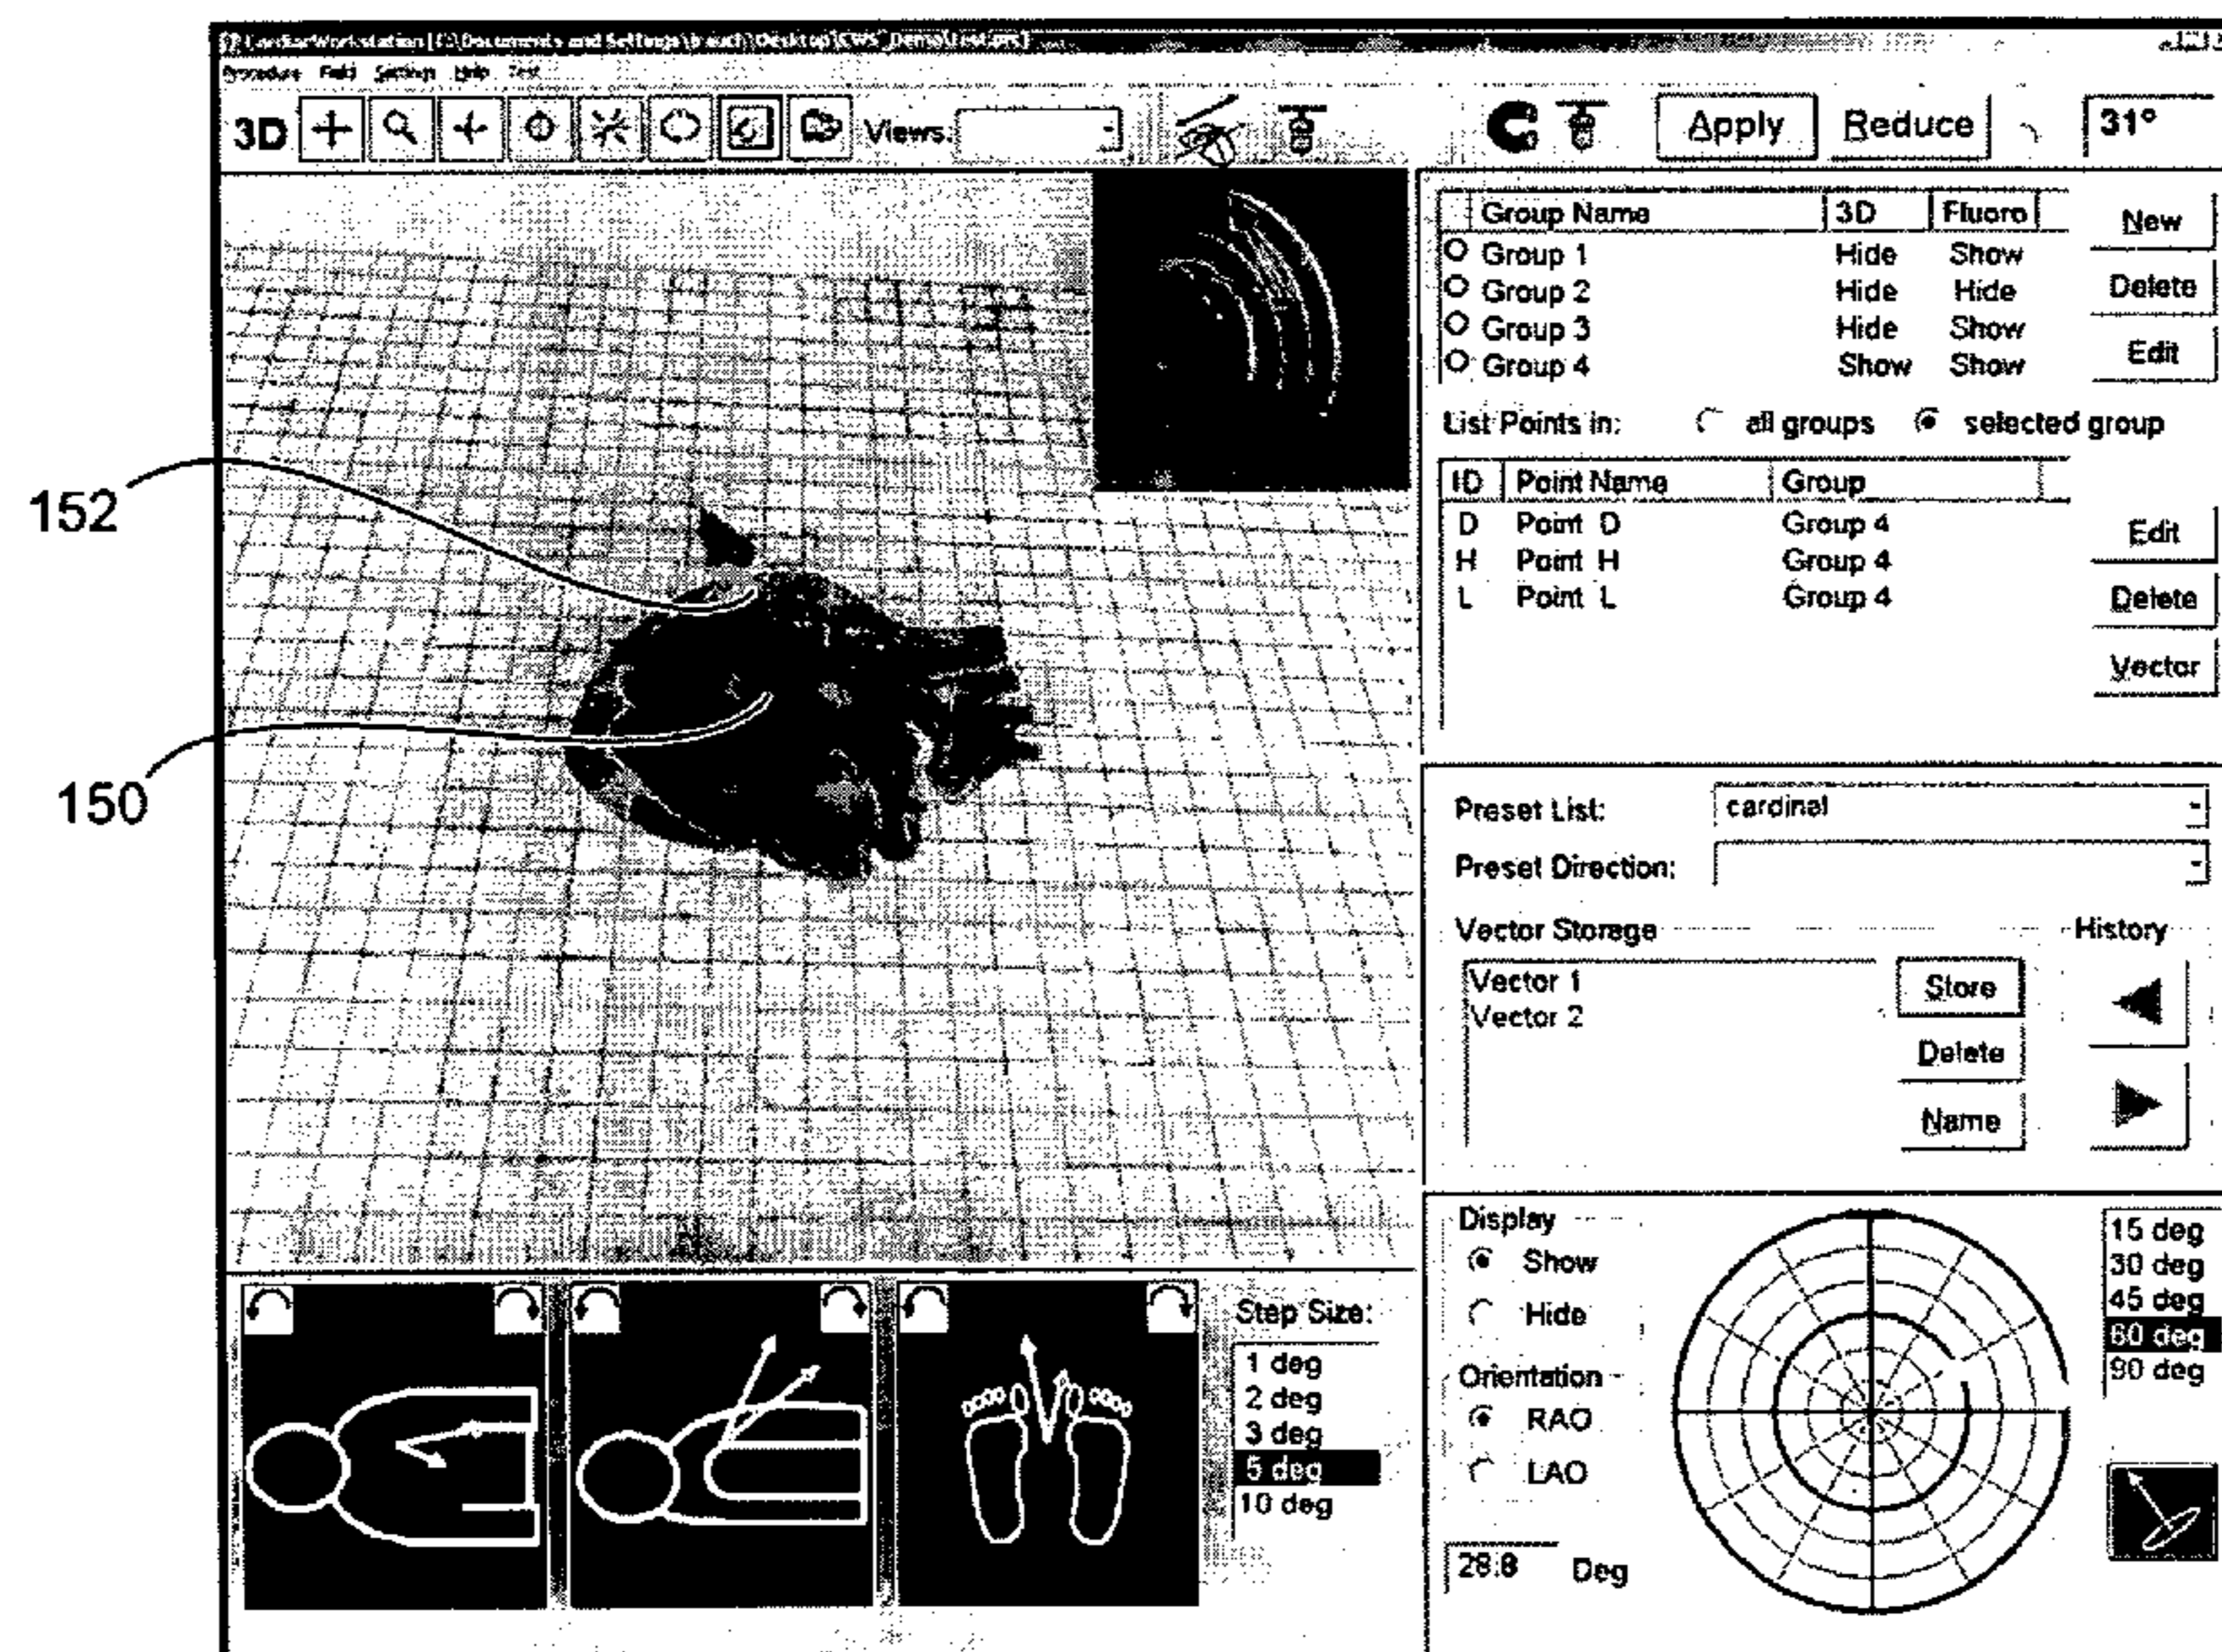 Procedure Field Settings Help Test
3D Views: Apply Reduce 31°
Group Name 3D Fluoro New
Group 1 Hide Show
Group 2 Hide Hide Delete
Group 3 Hide Show
Group 4 Show Show Edit
List Points in: all groups selected group
152
ID Point Name Group
D Point D Group 4 Edit
H Point H Group 4
L Point L Group 4 Delete
Vector
150
Preset List: cardinal
Preset Direction:
Vector Storage History
Vector 1 Store
Vector 2
Delete
Name
Step Size:
1 deg
2 deg
3 deg
5 deg
10 deg
Display
Show
Hide
Orientation
RAO
LAO
28.8 Deg
15 deg
30 deg
45 deg
60 deg
90 deg